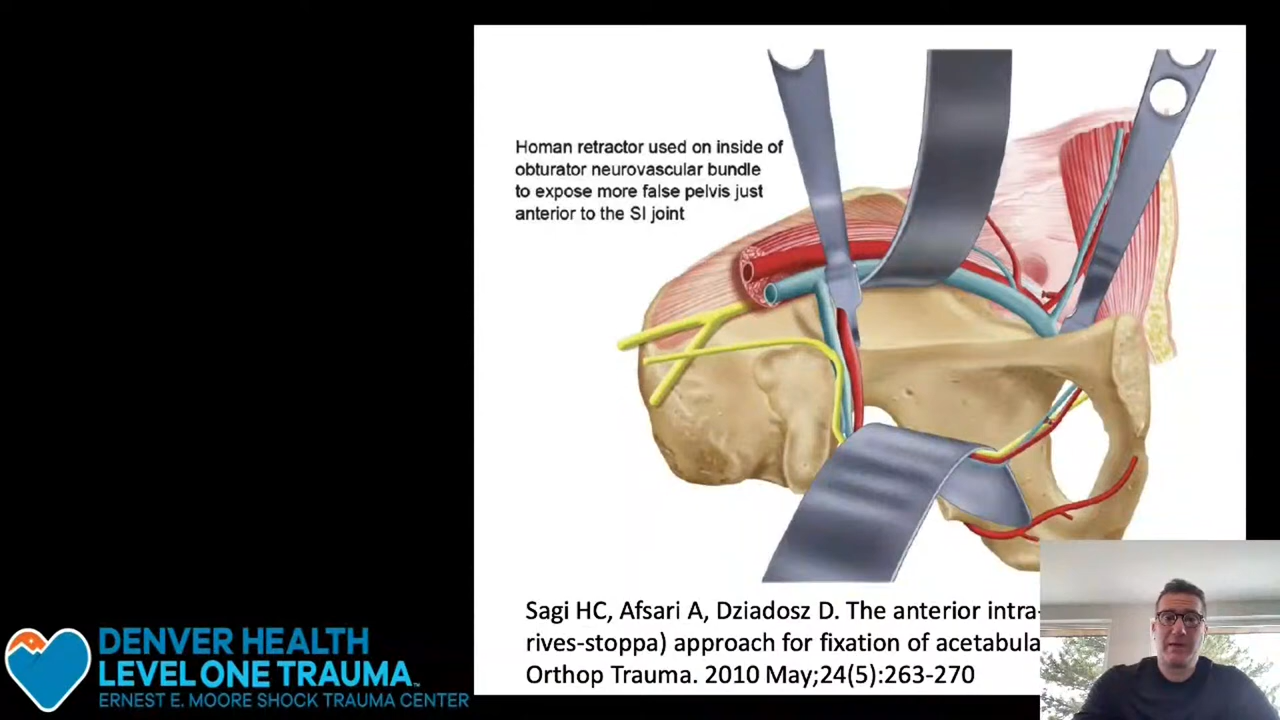 Homan retractor used on inside of
obturator neurovascular bundle
to expose more false pelvis just
anterior to the SI joint
Sagi HC, Afsari A, Dziadosz D. The anterior intra-
rives-stoppa) approach for fixation of acetabula
Orthop Trauma. 2010 May;24(5):263-270
DENVER HEALTH
LEVEL ONE TRAUMA™
ERNEST E. MOORE SHOCK TRAUMA CENTER